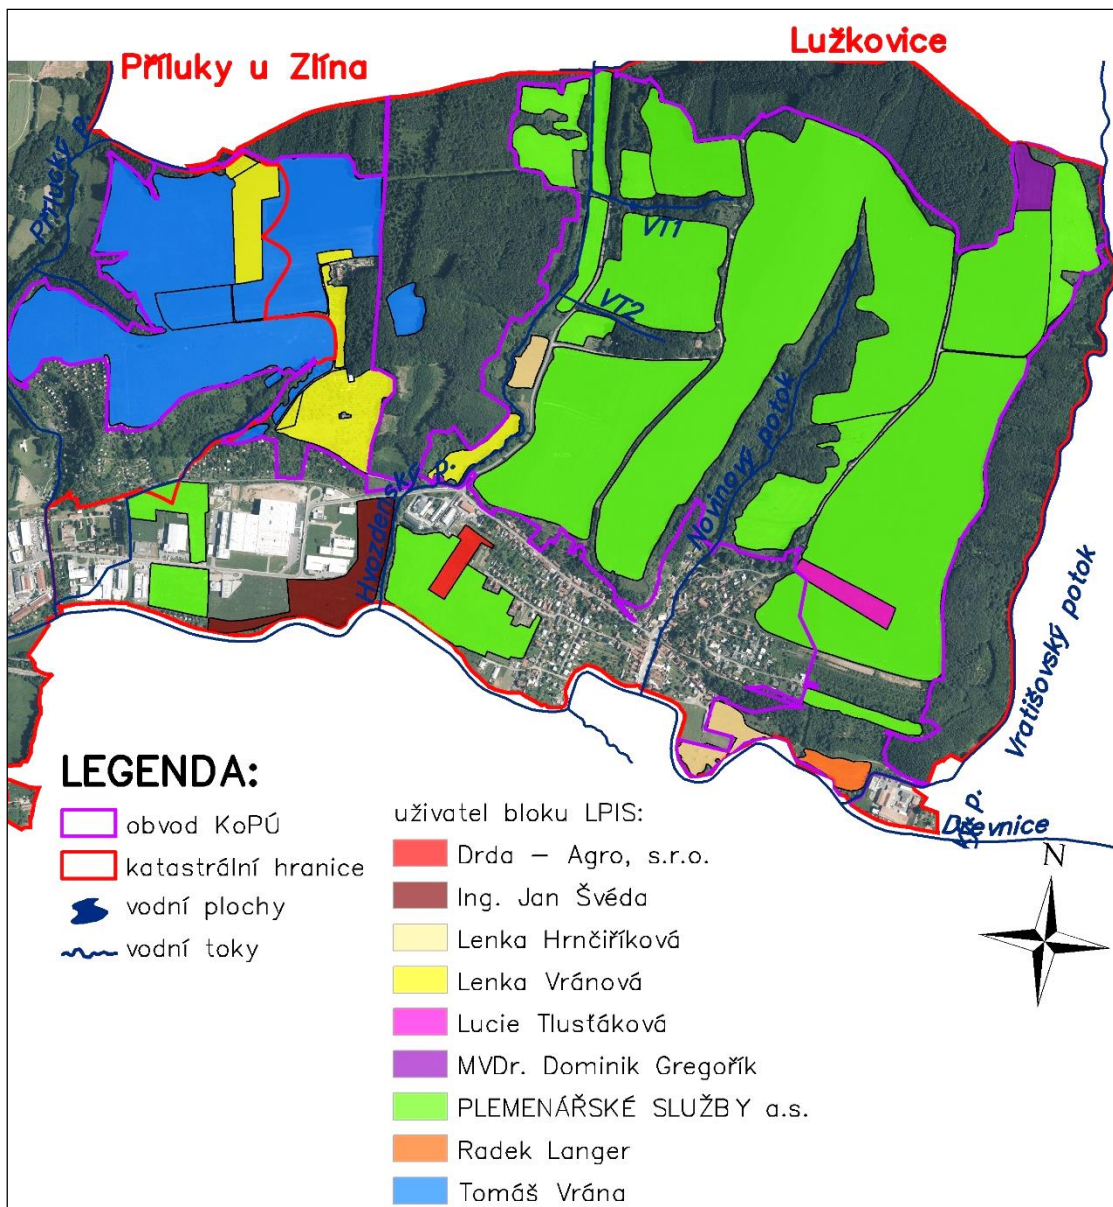 Příluky u Zlína
Lužkovice
Přílucký p.
VT1
VT2
Novinový potok
Hvozdenský p.
Vratišovský potok
Dřevnice
LEGENDA:
obvod KoPÚ
katastrální hranice
vodní plochy
vodní toky
uživatel bloku LPIS:
Drda – Agro, s.r.o.
Ing. Jan Švéda
Lenka Hrnčiříková
Lenka Vránová
Lucie Tlusťáková
MVDr. Dominik Gregořík
PLEMENÁŘSKÉ SLUŽBY a.s.
Radek Langer
Tomáš Vrána
N